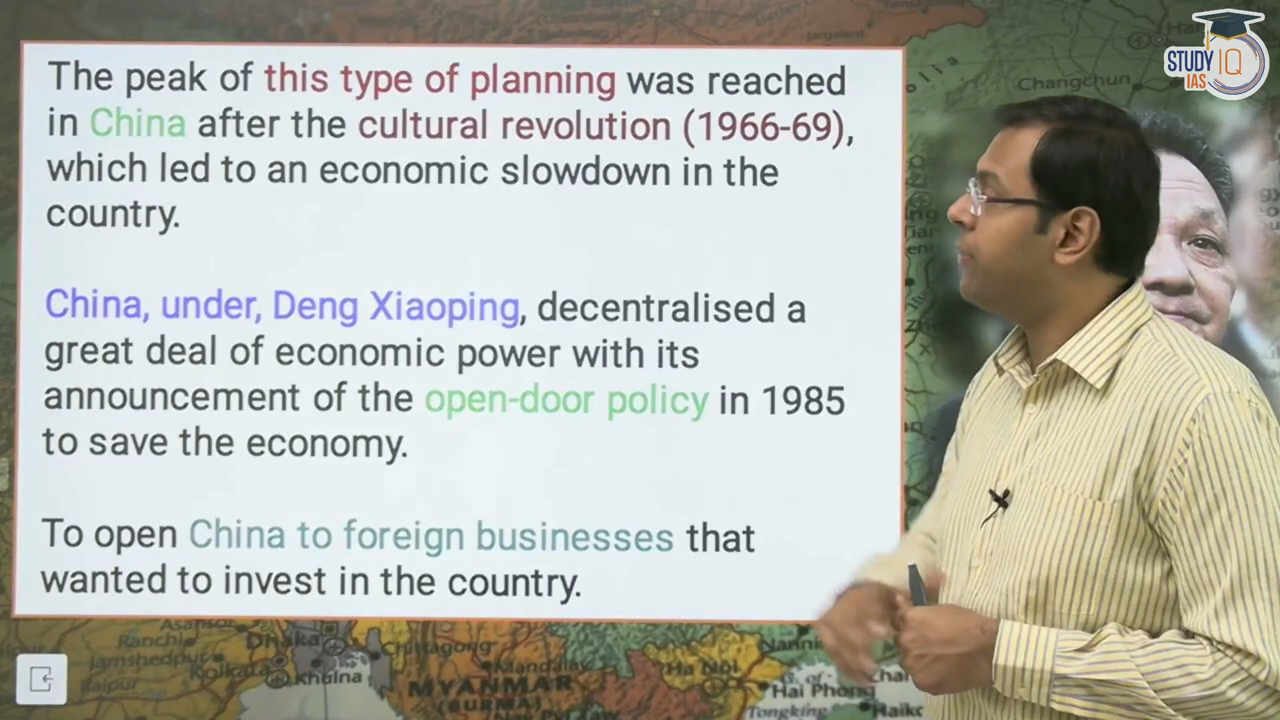 The peak of this type of planning was reached
in China after the cultural revolution (1966-69),
which led to an economic slowdown in the
country.
China, under, Deng Xiaoping, decentralised a
great deal of economic power with its
announcement of the open-door policy in 1985
to save the economy.
To open China to foreign businesses that
wanted to invest in the country.
STUDY IQ
IAS
Changchun
Ranchi
Dhaka
Chittagong
Jamshedpur
Kolkata
Khulna
Raipur
Mandalay
MYANMAR
(BURMA)
Ha Noi
Hai Phong
Tongking